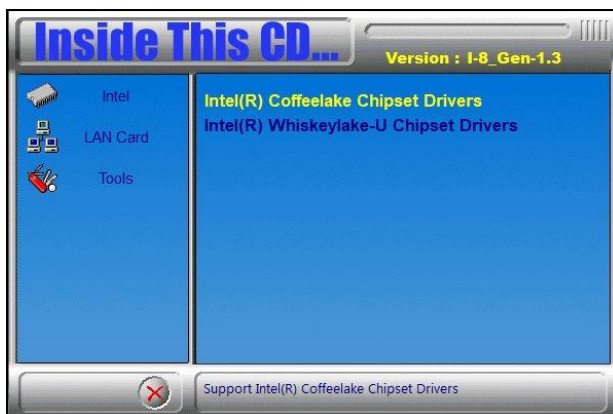 Inside This CD...
Version : I-8_Gen-1.3
Intel
LAN Card
Tools
Intel(R) Coffeelake Chipset Drivers
Intel(R) Whiskeylake-U Chipset Drivers
Support Intel(R) Coffeelake Chipset Drivers